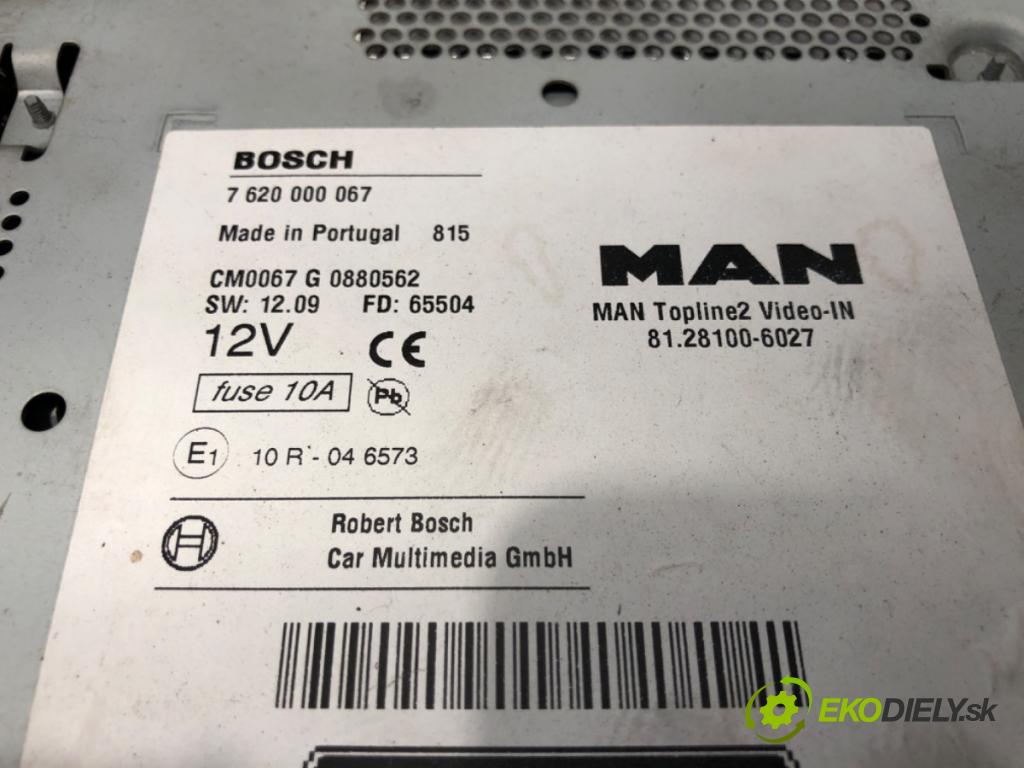 BOSCH
7 620 000 067
Made in Portugal 815
CM0067 G 0880562
SW: 12.09 FD: 65504
12V CE
fuse 10A Pb
E1 10 R - 04 6573
Robert Bosch
Car Multimedia GmbH
MAN
MAN Topline2 Video-IN
81.28100-6027
EKODIELY.sk